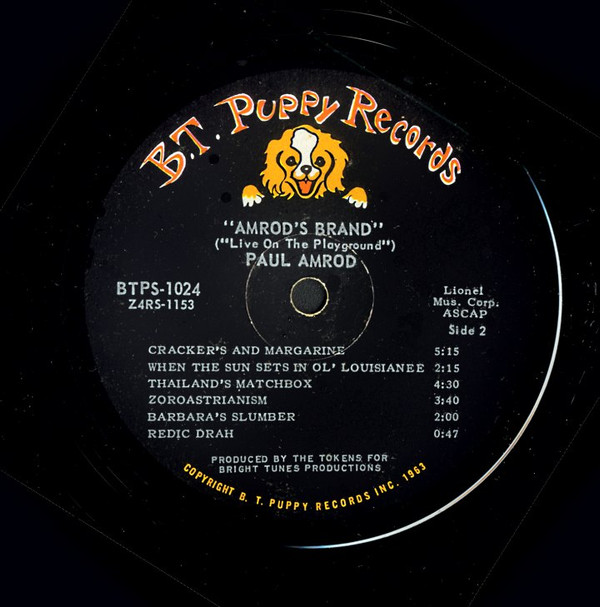 B.T. Puppy Records
"AMROD'S BRAND"
("Live On The Playground")
PAUL AMROD
BTPS-1024
Z4RS-1153
Lionel
Mus. Corp.
ASCAP
Side 2
CRACKER'S AND MARGARINE 5:15
WHEN THE SUN SETS IN OL' LOUISIANEE 2:15
THAILAND'S MATCHBOX 4:30
ZOROASTRIANISM 3:40
BARBARA'S SLUMBER 2:00
REDIC DRAH 0:47
PRODUCED BY THE TOKENS FOR
BRIGHT TUNES PRODUCTIONS
COPYRIGHT B. T. PUPPY RECORDS INC. 1963